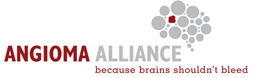 ANGIOMA ALLIANCE
because brains shouldn't bleed